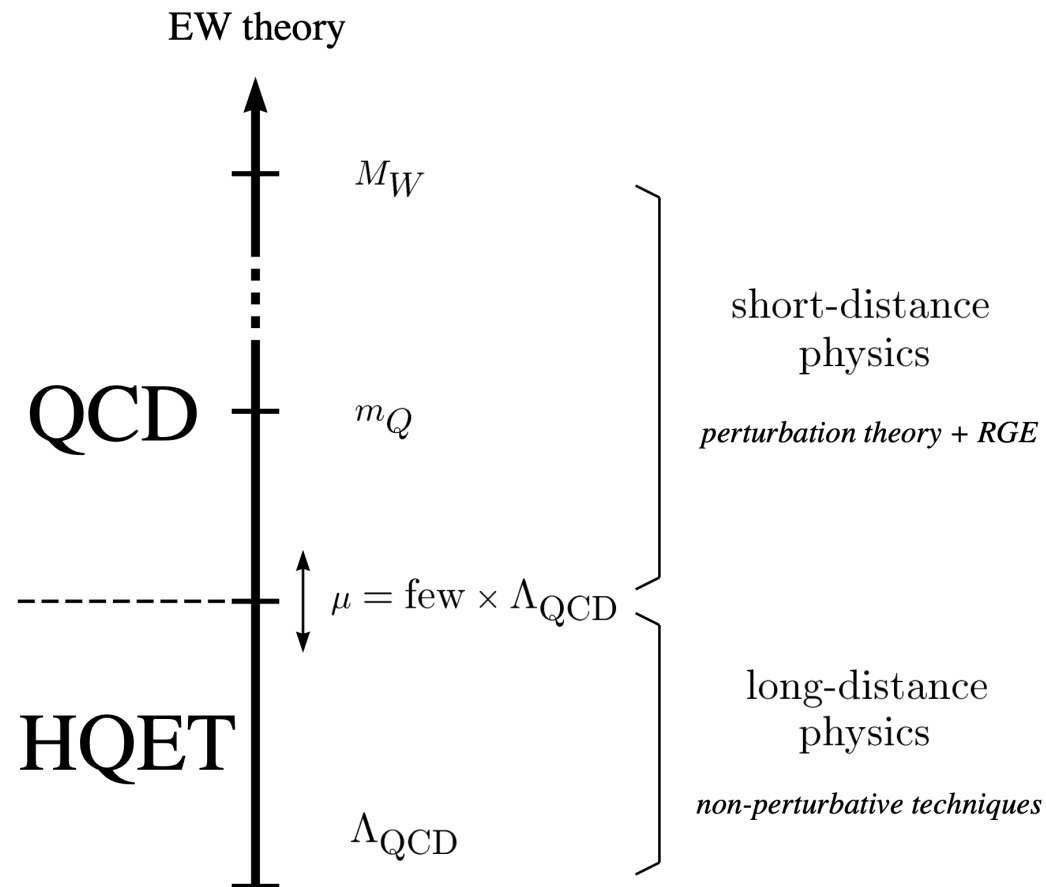 EW theory
M_W
short-distance
physics
QCD
m_Q
perturbation theory + RGE
μ = few × Λ_QCD
long-distance
physics
HQET
non-perturbative techniques
Λ_QCD